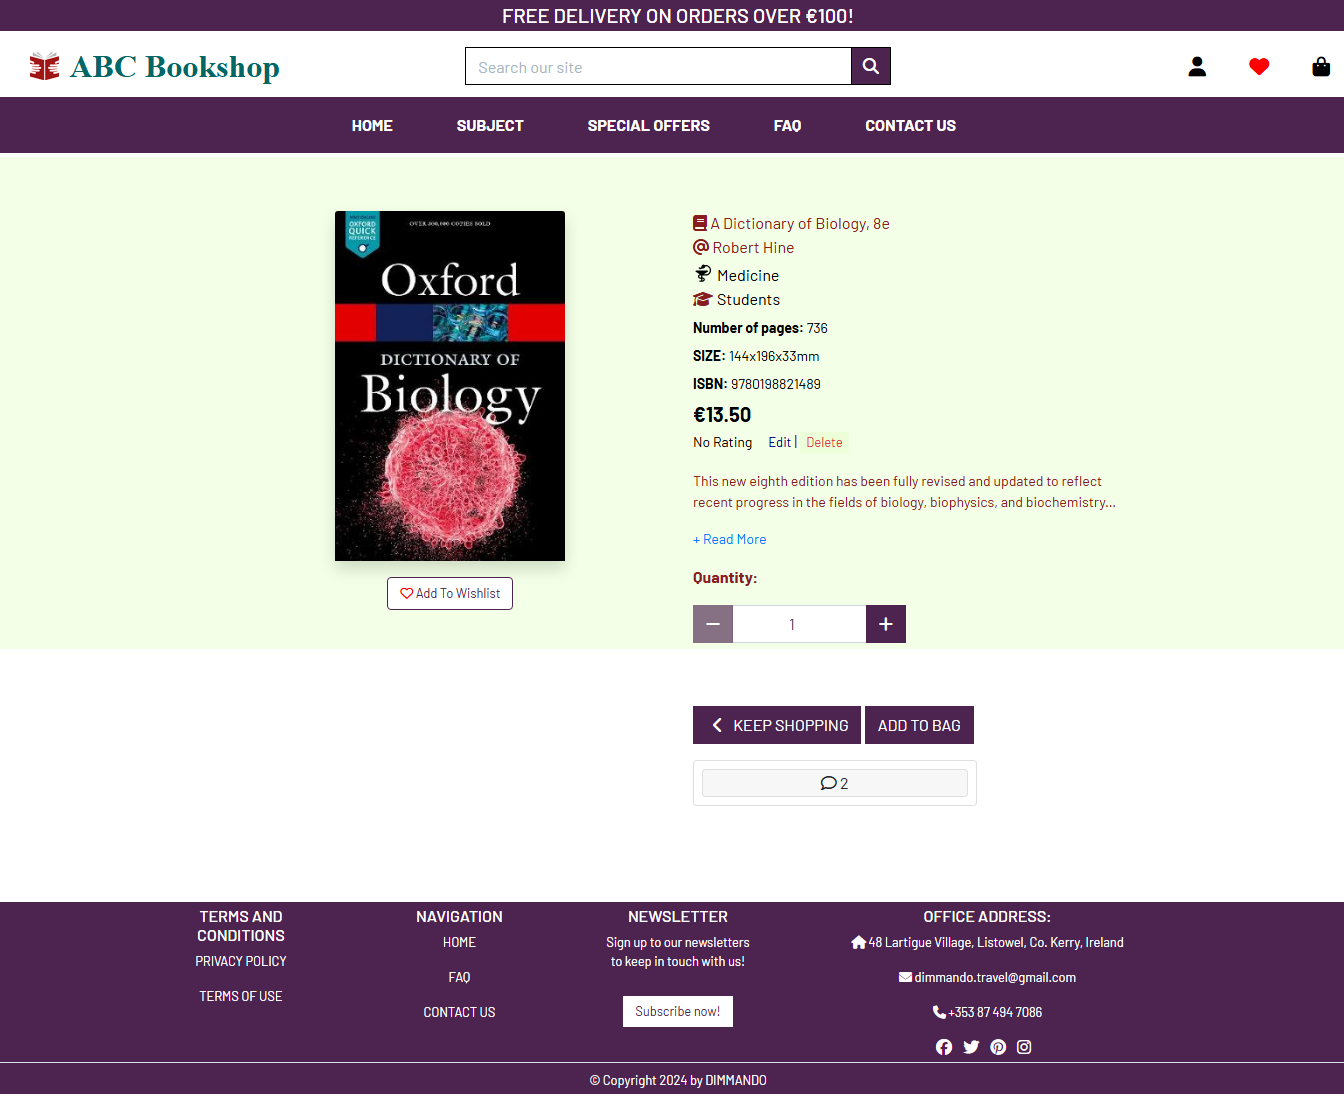 FREE DELIVERY ON ORDERS OVER €100!
ABC Bookshop
Search our site
HOME SUBJECT SPECIAL OFFERS FAQ CONTACT US
OXFORD
QUICK
REFERENCE
OVER 300,000 COPIES SOLD
Oxford
DICTIONARY OF
Biology
Add To Wishlist
A Dictionary of Biology, 8e
Robert Hine
Medicine
Students
Number of pages: 736
SIZE: 144x196x33mm
ISBN: 9780198821489
€13.50
No Rating Edit | Delete
This new eighth edition has been fully revised and updated to reflect
recent progress in the fields of biology, biophysics, and biochemistry...
+ Read More
Quantity:
1
KEEP SHOPPING ADD TO BAG
2
TERMS AND
CONDITIONS
PRIVACY POLICY
TERMS OF USE
NAVIGATION
HOME
FAQ
CONTACT US
NEWSLETTER
Sign up to our newsletters
to keep in touch with us!
Subscribe now!
OFFICE ADDRESS:
48 Lartigue Village, Listowel, Co. Kerry, Ireland
dimmando.travel@gmail.com
+353 87 494 7086
© Copyright 2024 by DIMMANDO